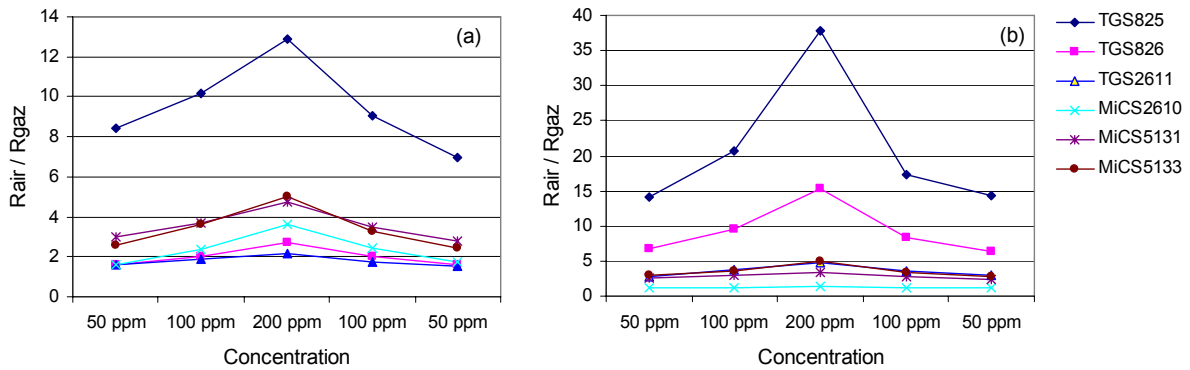 (a)
Rair / Rgaz
14
12
10
8
6
4
2
0
50 ppm 100 ppm 200 ppm 100 ppm 50 ppm
Concentration
(b)
Rair / Rgaz
40
35
30
25
20
15
10
5
0
50 ppm 100 ppm 200 ppm 100 ppm 50 ppm
Concentration
TGS825
TGS826
TGS2611
MiCS2610
MiCS5131
MiCS5133